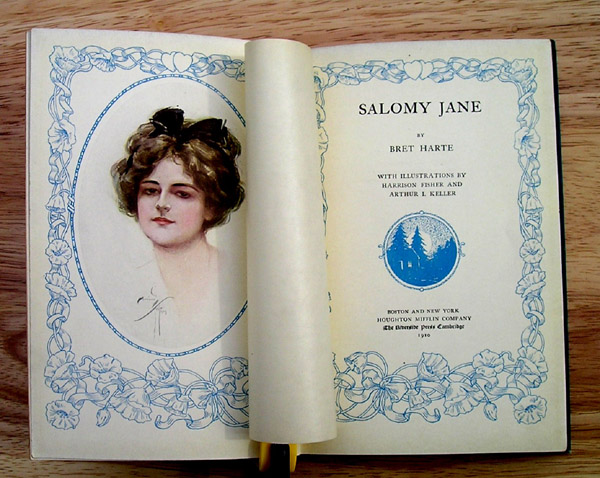 SALOMY JANE
BY
BRET HARTE
WITH ILLUSTRATIONS BY
HARRISON FISHER AND
ARTHUR I. KELLER
BOSTON AND NEW YORK
HOUGHTON MIFFLIN COMPANY
The Riverside Press Cambridge
1910